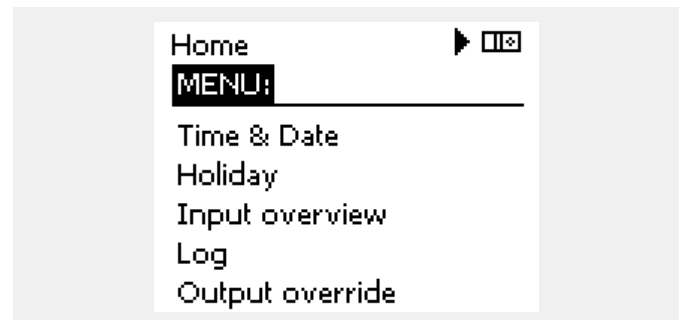 Home
MENU:
Time & Date
Holiday
Input overview
Log
Output override